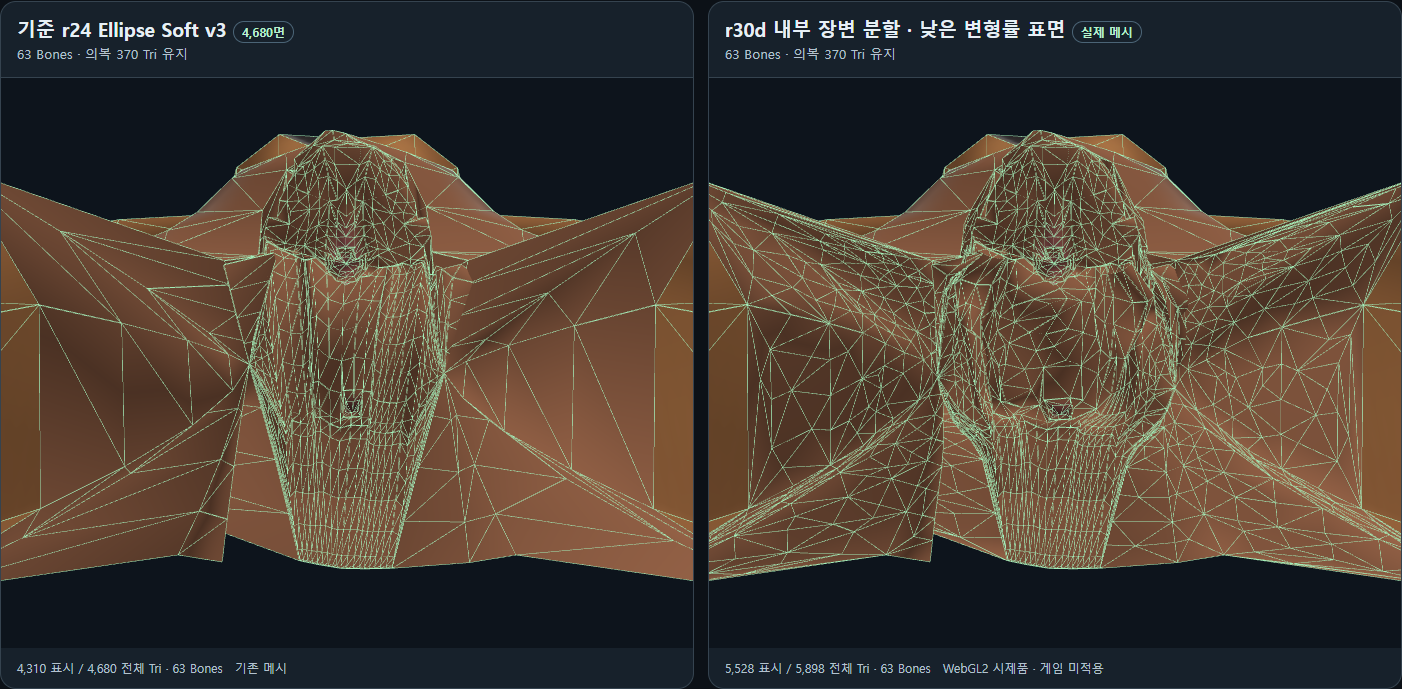 기준 r24 Ellipse Soft v3 4,680면
63 Bones · 의복 370 Tri 유지
4,310 표시 / 4,680 전체 Tri · 63 Bones 기존 메시
r30d 내부 장변 분할 · 낮은 변형률 표면 실제 메시
63 Bones · 의복 370 Tri 유지
5,528 표시 / 5,898 전체 Tri · 63 Bones WebGL2 시제품 · 게임 미적용